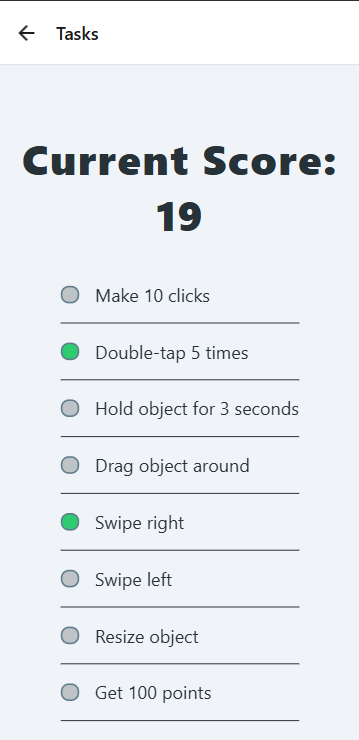 Tasks
Current Score:
19
Make 10 clicks
Double-tap 5 times
Hold object for 3 seconds
Drag object around
Swipe right
Swipe left
Resize object
Get 100 points